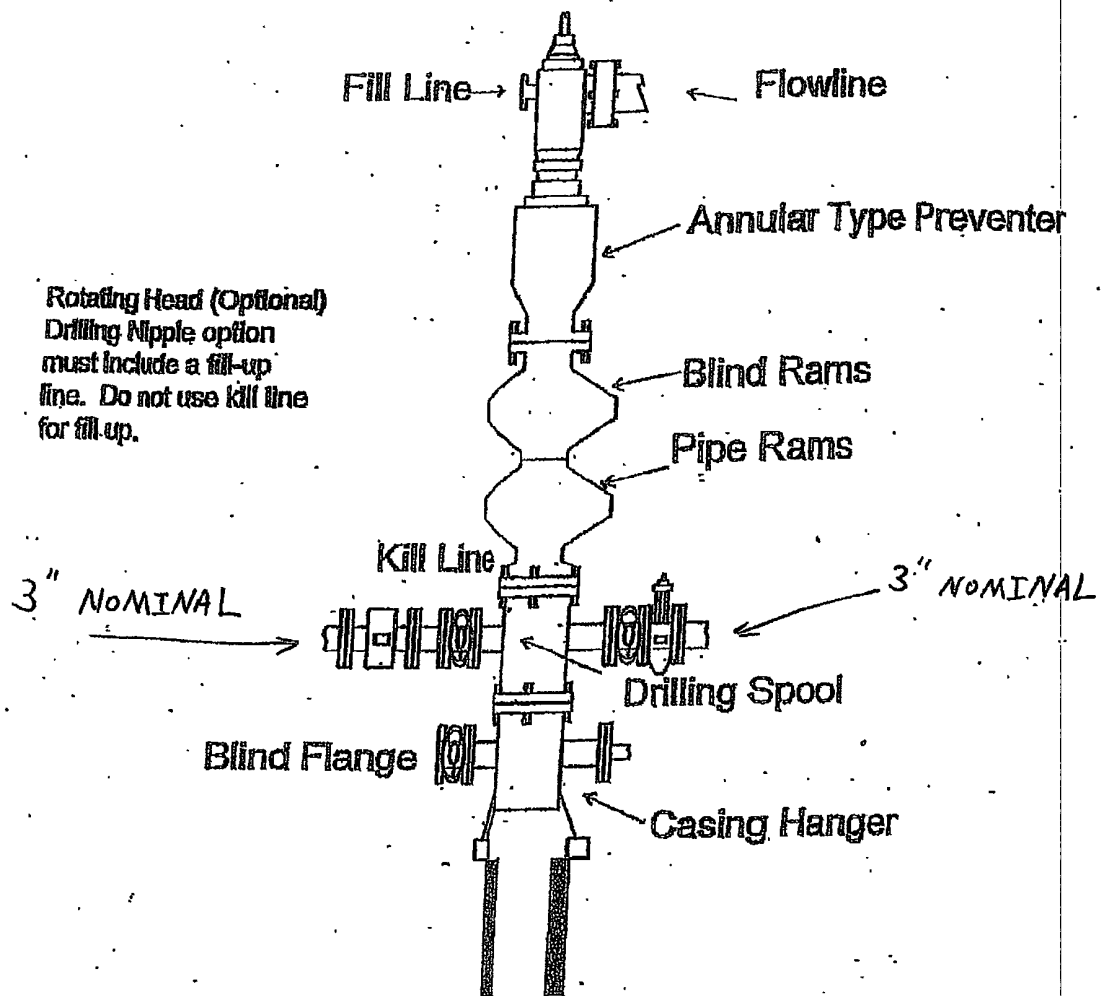 Fill Line
Flowline
Annular Type Preventer
Rotating Head (Optional)
Drilling Nipple option
must include a fill-up
line. Do not use kill line
for fill-up.
Blind Rams
Pipe Rams
Kill Line
3" NOMINAL
3" NOMINAL
Drilling Spool
Blind Flange
Casing Hanger